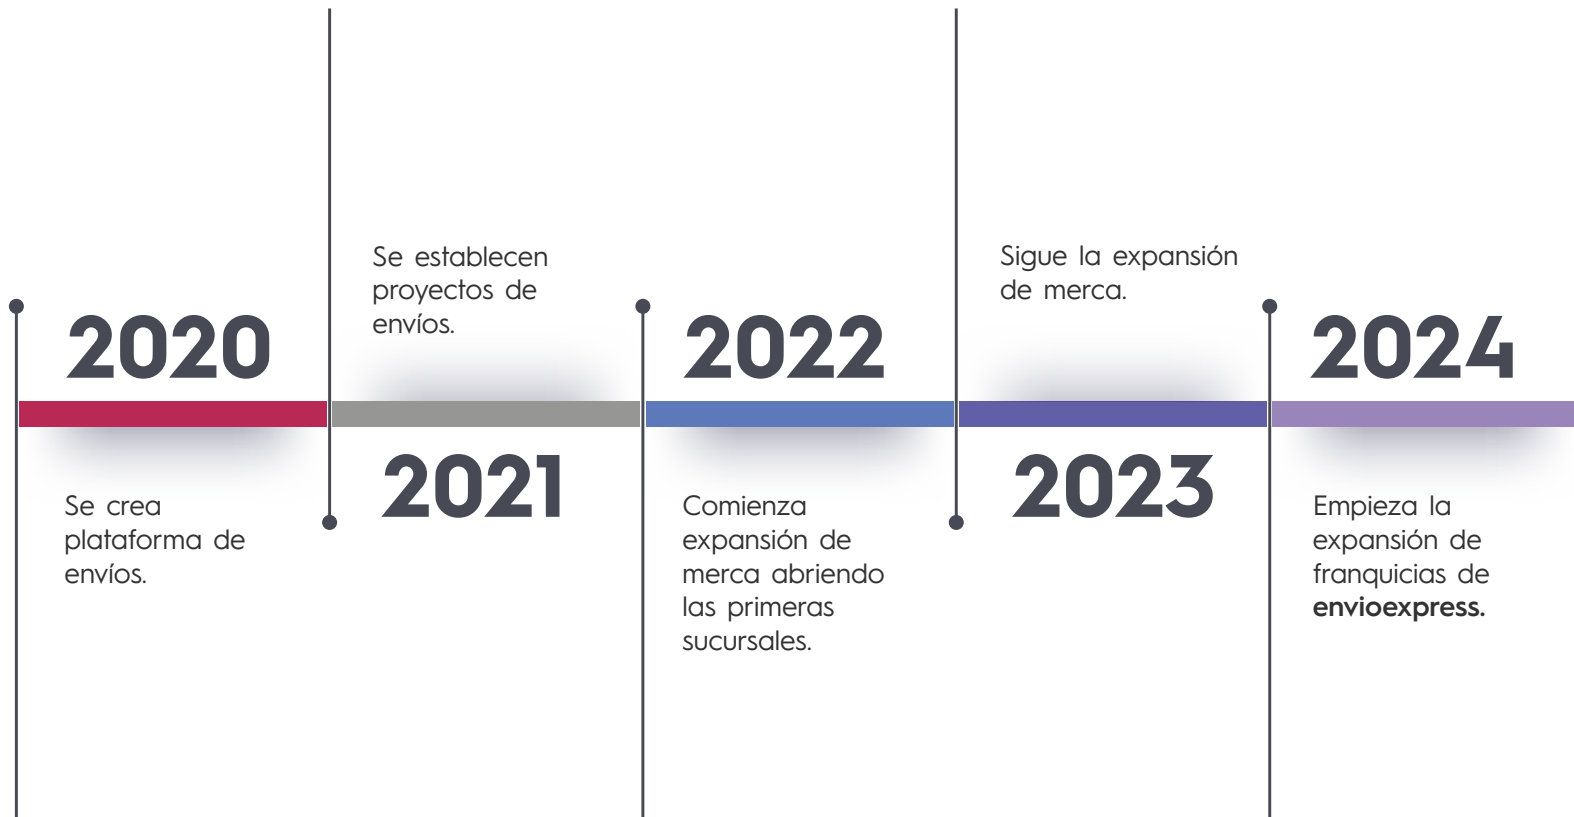 2020
Se crea
plataforma de
envíos.
Se establecen
proyectos de
envíos.
2021
2022
Comienza
expansión de
merca abriendo
las primeras
sucursales.
Sigue la expansión
de merca.
2023
2024
Empieza la
expansión de
franquicias de
envioexpress.